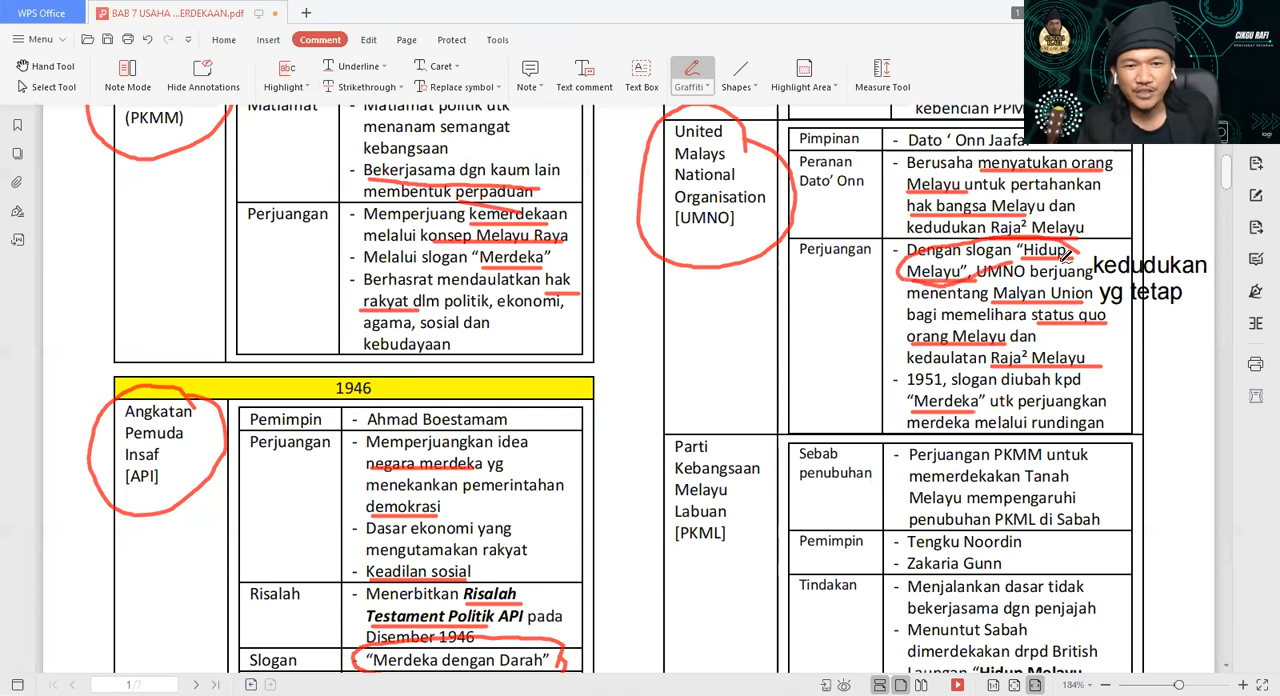 WPS Office
BAB 7 USAHA ...ERDEKAAN.pdf
1
Menu
Home
Insert
Comment
Edit
Page
Protect
Tools
Hand Tool
Select Tool
Note Mode
Hide Annotations
Highlight
Underline
Strikethrough
Caret
Replace symbol
Note
Text comment
Text Box
Graffiti
Shapes
Highlight Area
Measure Tool
CIKGU RAFI
logi
(PKMM)
Matlamat
- Matlamat politik utk
menanam semangat
kebangsaan
- Bekerjasama dgn kaum lain
membentuk perpaduan
Perjuangan
- Memperjuang kemerdekaan
melalui konsep Melayu Raya
- Melalui slogan “Merdeka”
- Berhasrat mendaulatkan hak
rakyat dlm politik, ekonomi,
agama, sosial dan
kebudayaan
1946
Angkatan
Pemuda
Insaf
[API]
Pemimpin
- Ahmad Boestamam
Perjuangan
- Memperjuangkan idea
negara merdeka yg
menekankan pemerintahan
demokrasi
- Dasar ekonomi yang
mengutamakan rakyat
- Keadilan sosial
Risalah
- Menerbitkan Risalah
Testament Politik API pada
Disember 1946
Slogan
- “Merdeka dengan Darah”
kebencian PPM
United
Malays
National
Organisation
[UMNO]
Pimpinan
- Dato ‘ Onn Jaafa
Peranan
Dato’ Onn
- Berusaha menyatukan orang
Melayu untuk pertahankan
hak bangsa Melayu dan
kedudukan Raja² Melayu
Perjuangan
- Dengan slogan “Hidup
Melayu”, UMNO berjuang
menentang Malyan Union
bagi memelihara status quo
orang Melayu dan
kedaulatan Raja² Melayu
- 1951, slogan diubah kpd
“Merdeka” utk perjuangkan
merdeka melalui rundingan
kedudukan
yg tetap
Parti
Kebangsaan
Melayu
Labuan
[PKML]
Sebab
penubuhan
- Perjuangan PKMM untuk
memerdekakan Tanah
Melayu mempengaruhi
penubuhan PKML di Sabah
Pemimpin
- Tengku Noordin
- Zakaria Gunn
Tindakan
- Menjalankan dasar tidak
bekerjasama dgn penjajah
- Menuntut Sabah
dimerdekakan drpd British
Laungan “Hidup Melayu
1/7
184%